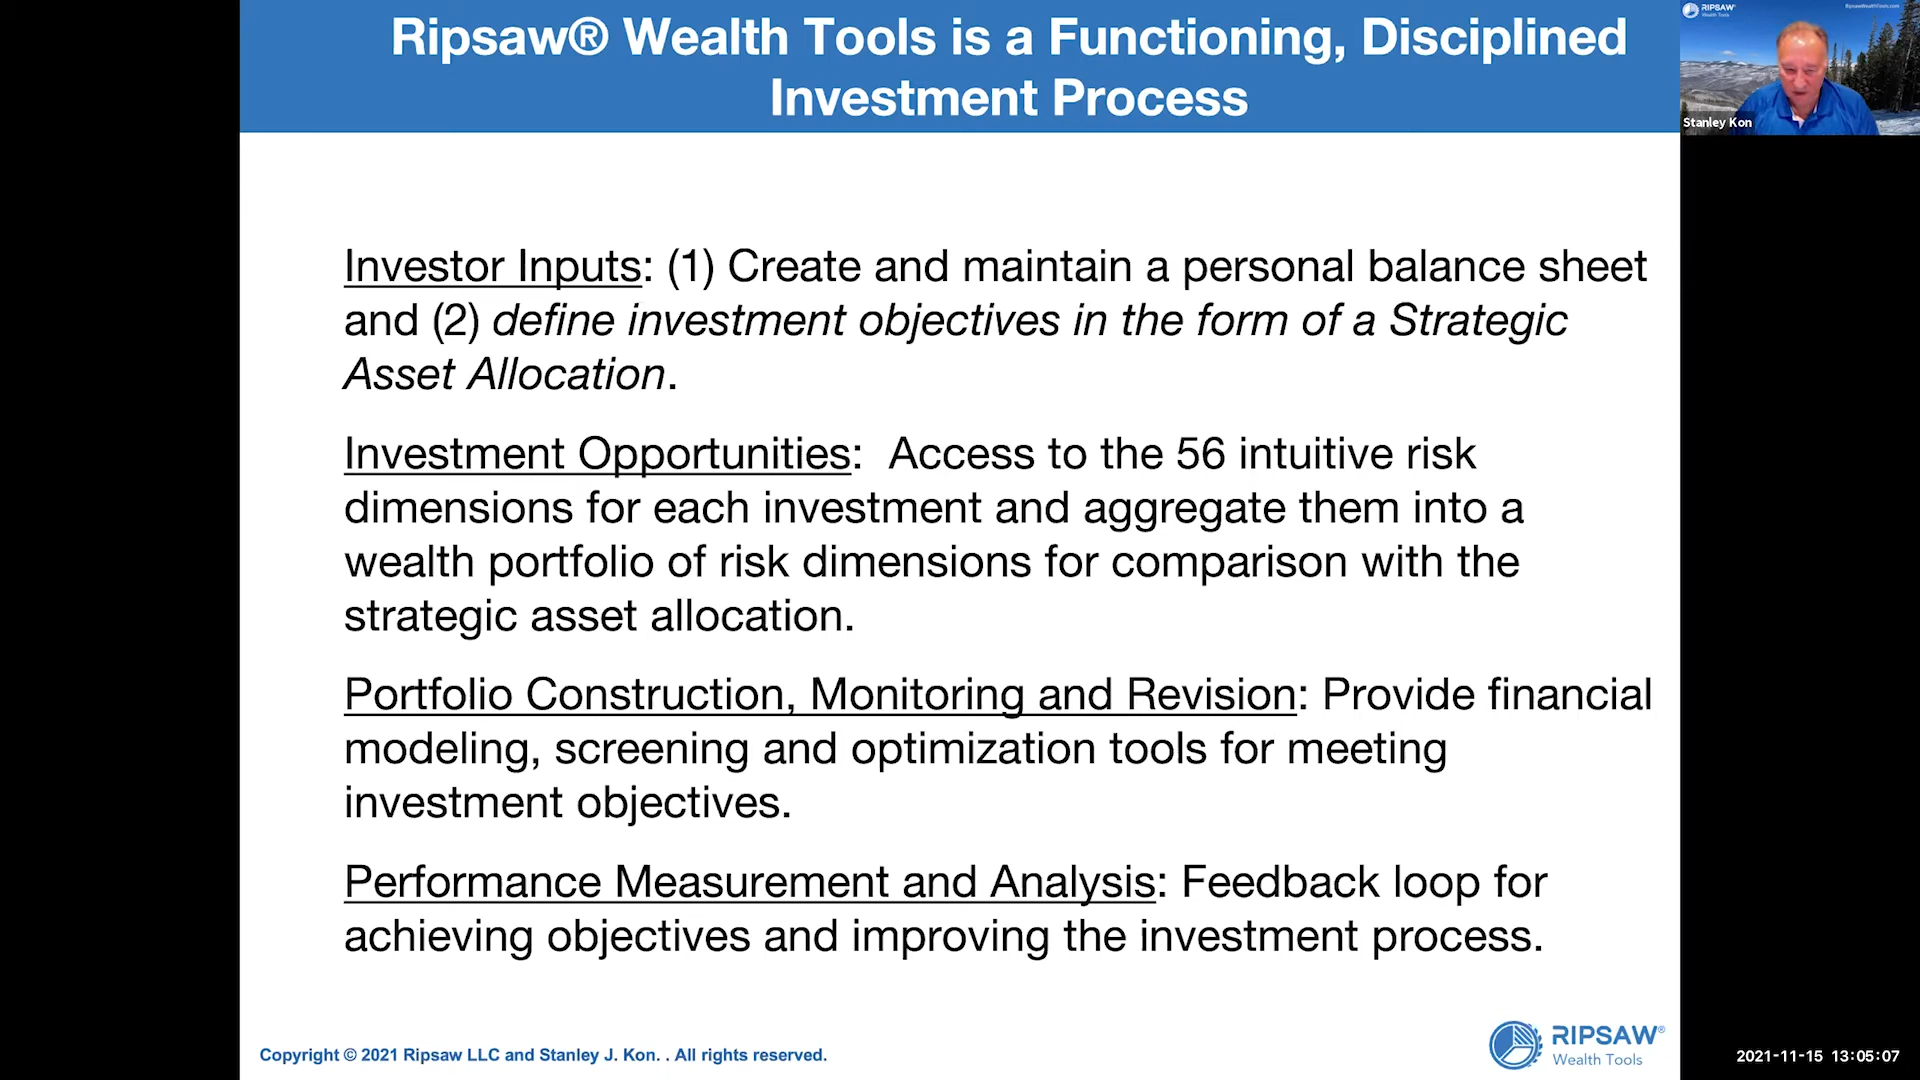 Ripsaw® Wealth Tools is a Functioning, Disciplined
Investment Process
RIPSAW
Wealth Tools
RipsawWealthTools.com
Stanley Kon
Investor Inputs: (1) Create and maintain a personal balance sheet
and (2) define investment objectives in the form of a Strategic
Asset Allocation.
Investment Opportunities:  Access to the 56 intuitive risk
dimensions for each investment and aggregate them into a
wealth portfolio of risk dimensions for comparison with the
strategic asset allocation.
Portfolio Construction, Monitoring and Revision: Provide financial
modeling, screening and optimization tools for meeting
investment objectives.
Performance Measurement and Analysis: Feedback loop for
achieving objectives and improving the investment process.
Copyright © 2021 Ripsaw LLC and Stanley J. Kon. . All rights reserved.
RIPSAW®
Wealth Tools
2021-11-15 13:05:07